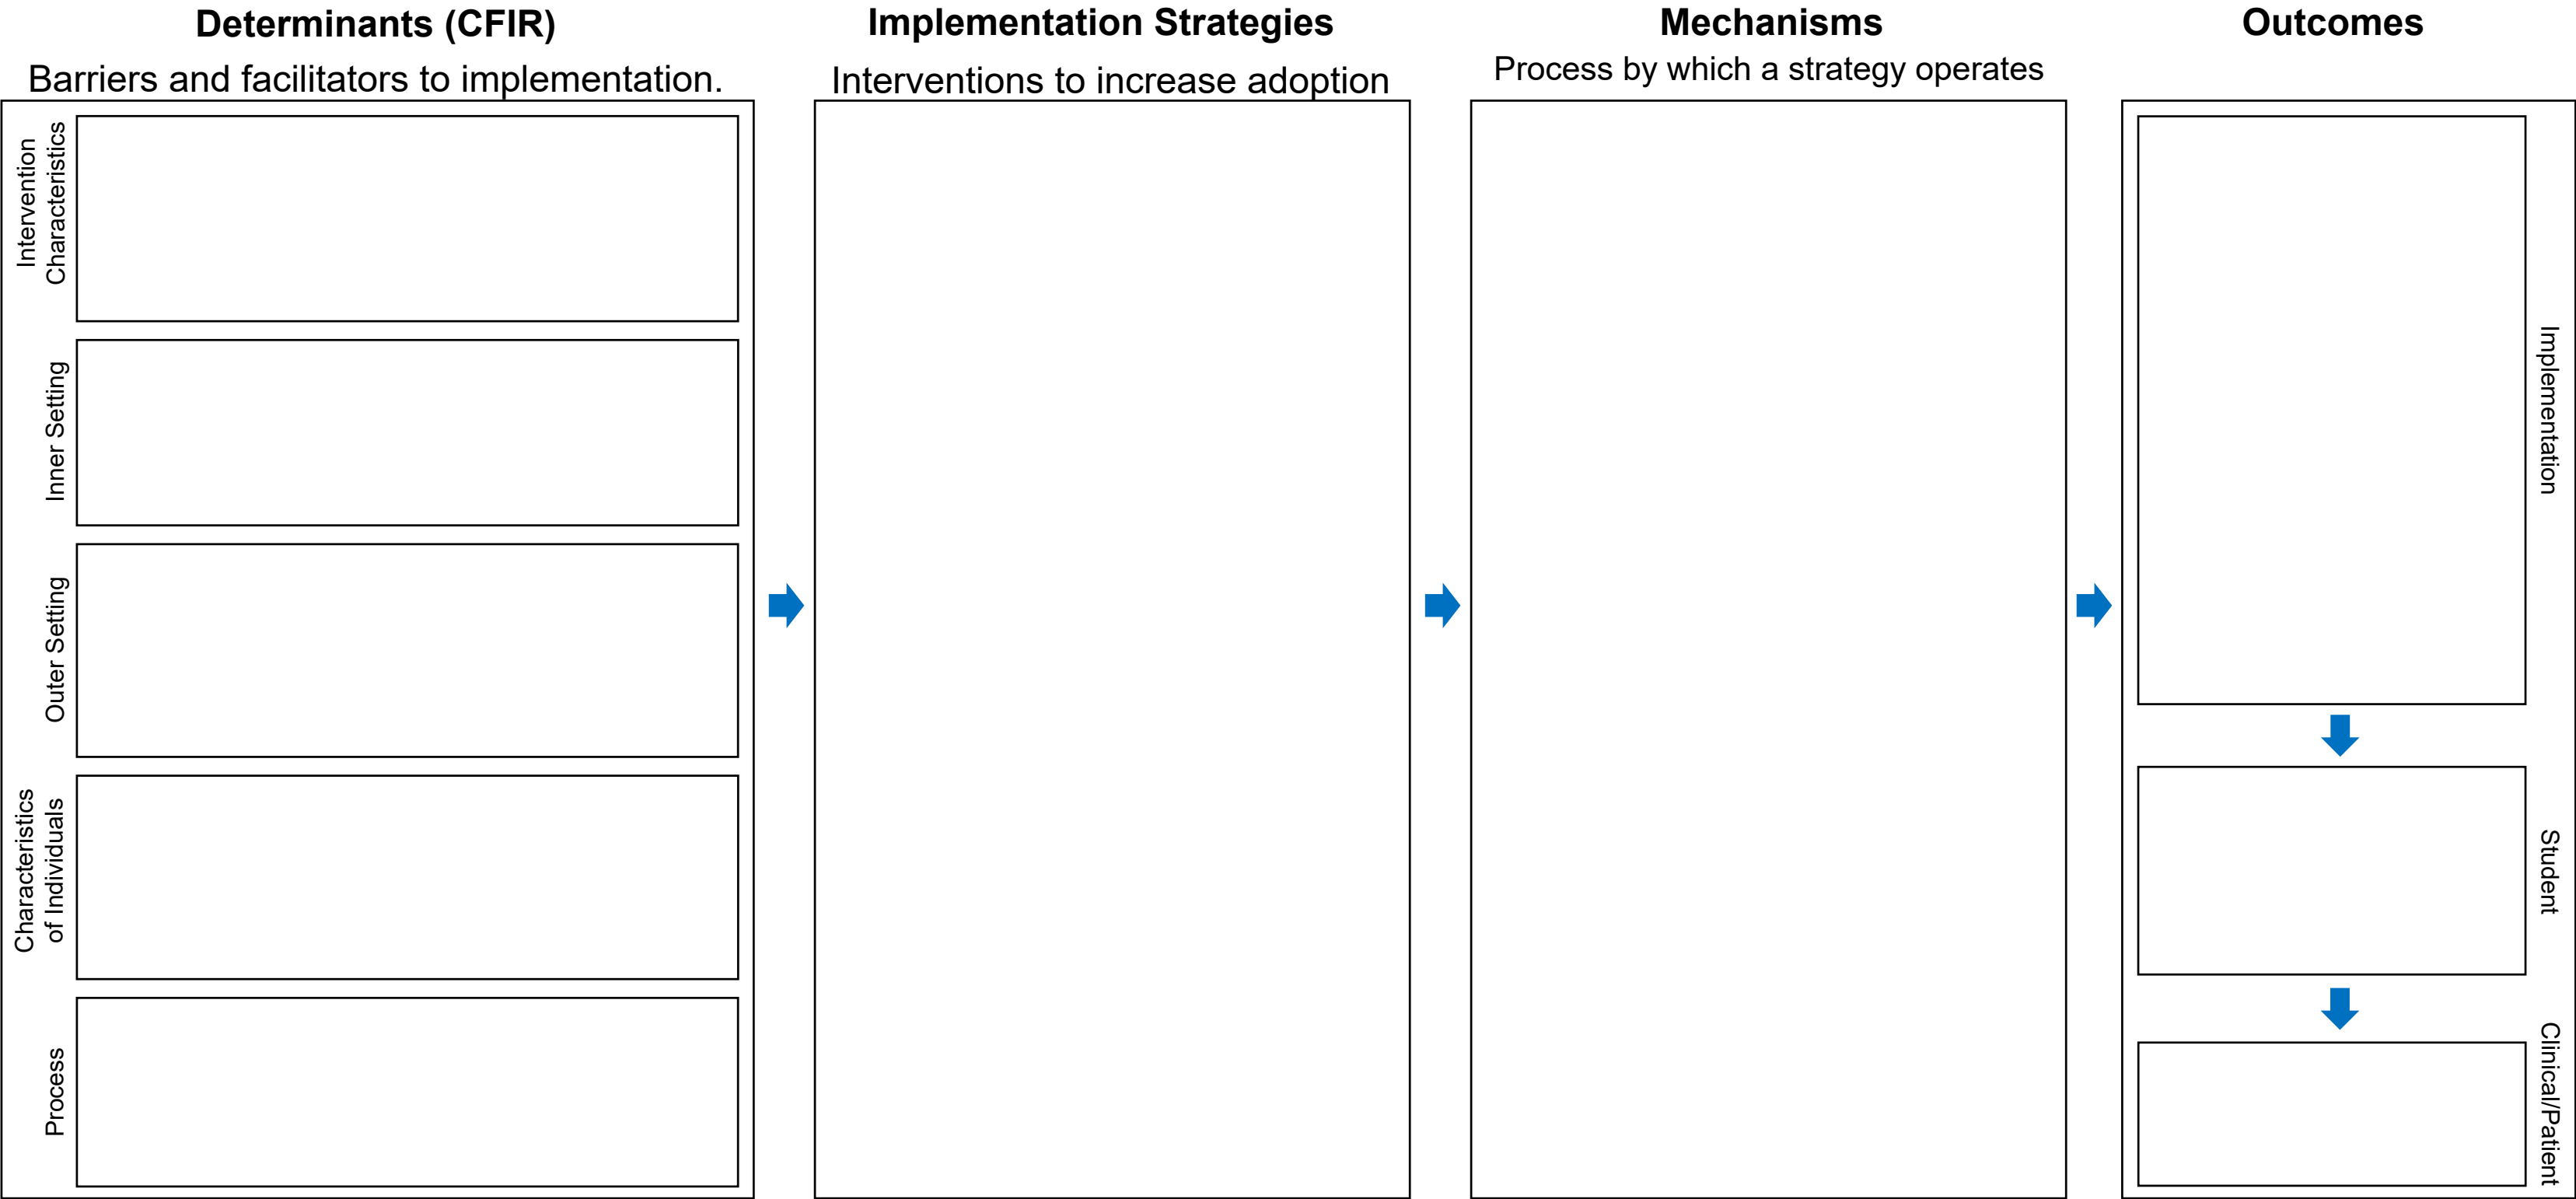 Determinants (CFIR)
Barriers and facilitators to implementation.
Intervention
Characteristics
Inner Setting
Outer Setting
Characteristics
of Individuals
Process
Implementation Strategies
Interventions to increase adoption
Mechanisms
Process by which a strategy operates
Outcomes
Implementation
Student
Clinical/Patient